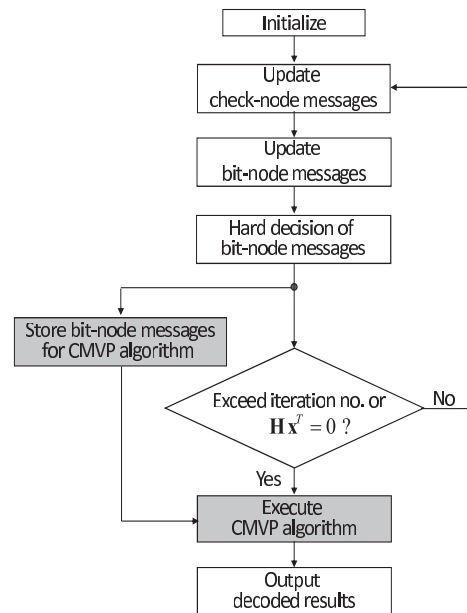 Initialize
Update
check-node messages
Update
bit-node messages
Hard decision of
bit-node messages
Store bit-node messages
for CMVP algorithm
Exceed iteration no. or
Hx^T = 0 ?
No
Yes
Execute
CMVP algorithm
Output
decoded results